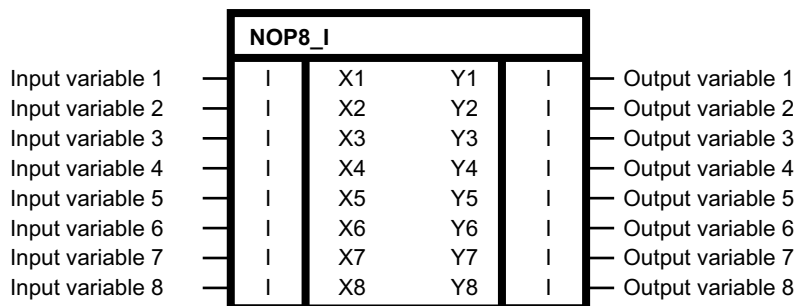 NOP8_I
Input variable 1 I X1 Y1 I Output variable 1
Input variable 2 I X2 Y2 I Output variable 2
Input variable 3 I X3 Y3 I Output variable 3
Input variable 4 I X4 Y4 I Output variable 4
Input variable 5 I X5 Y5 I Output variable 5
Input variable 6 I X6 Y6 I Output variable 6
Input variable 7 I X7 Y7 I Output variable 7
Input variable 8 I X8 Y8 I Output variable 8